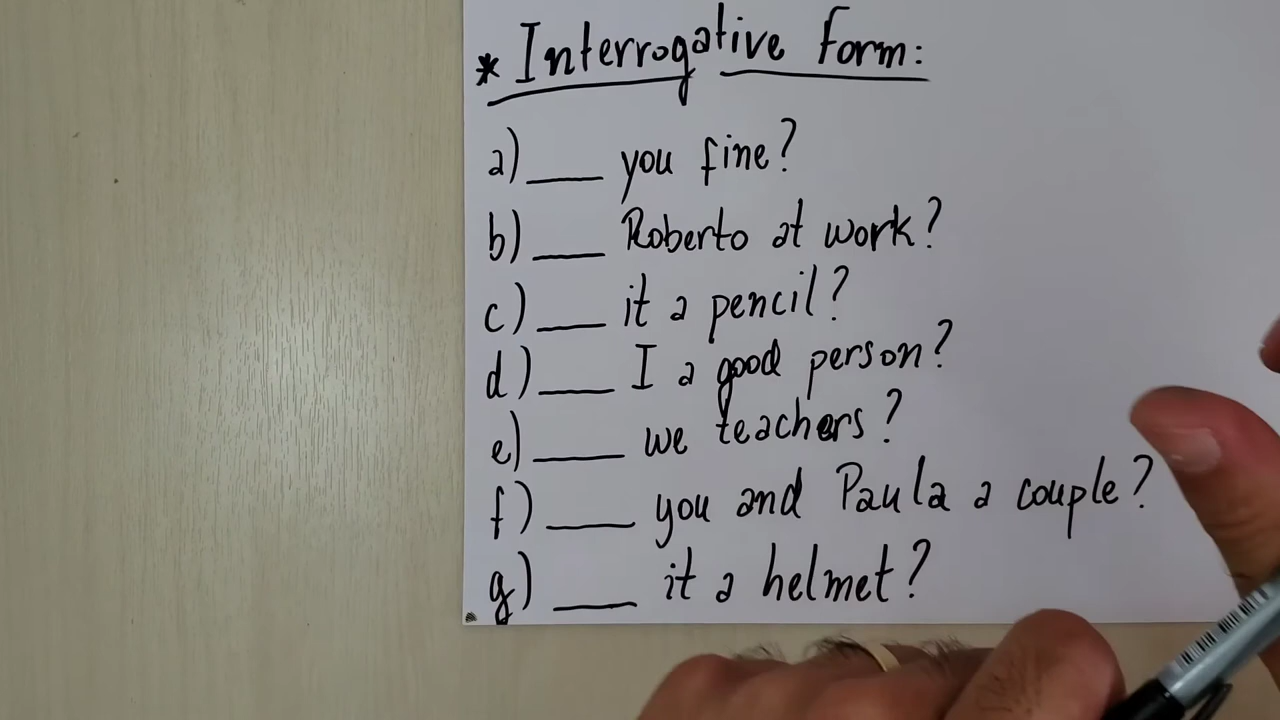 * Interrogative form:
a) ___ you fine?
b) ___ Roberto at work?
c) ___ it a pencil?
d) ___ I a good person?
e) ___ we teachers?
f) ___ you and Paula a couple?
g) ___ it a helmet?